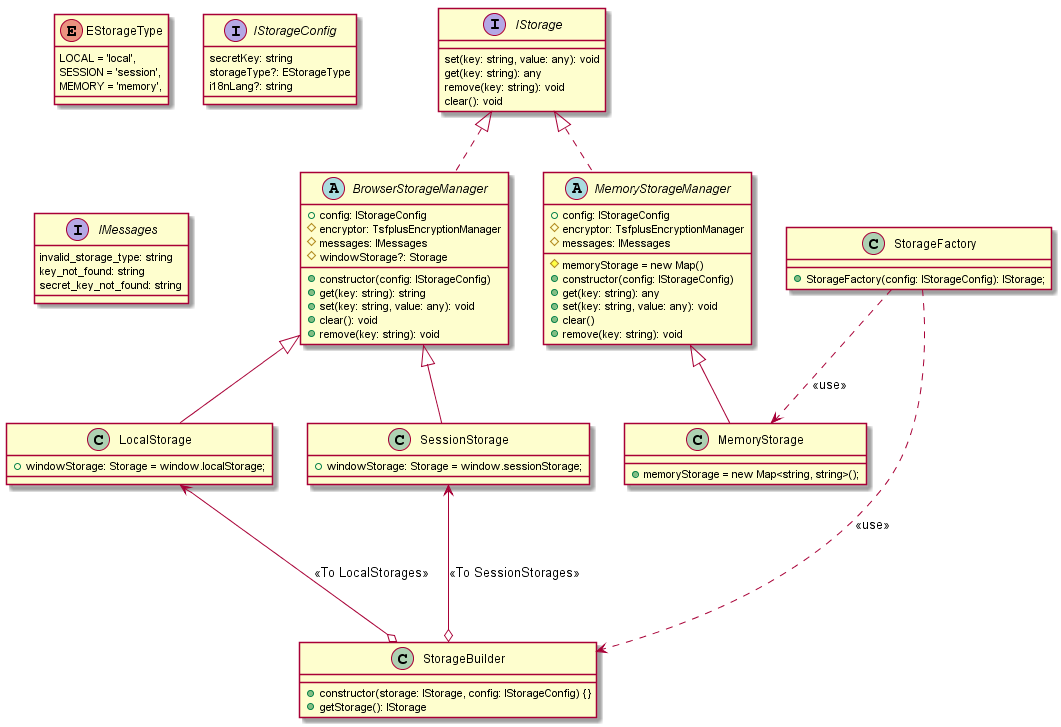 E EStorageType
LOCAL = 'local',
SESSION = 'session',
MEMORY = 'memory',
I IStorageConfig
secretKey: string
storageType?: EStorageType
i18nLang?: string
I IStorage
set(key: string, value: any): void
get(key: string): any
remove(key: string): void
clear(): void
I IMessages
invalid_storage_type: string
key_not_found: string
secret_key_not_found: string
A BrowserStorageManager
config: IStorageConfig
encryptor: TsfplusEncryptionManager
messages: IMessages
windowStorage?: Storage
constructor(config: IStorageConfig)
get(key: string): string
set(key: string, value: any): void
clear(): void
remove(key: string): void
A MemoryStorageManager
config: IStorageConfig
encryptor: TsfplusEncryptionManager
messages: IMessages
memoryStorage = new Map()
constructor(config: IStorageConfig)
get(key: string): any
set(key: string, value: any): void
clear()
remove(key: string): void
C StorageFactory
StorageFactory(config: IStorageConfig): IStorage;
«use»
C LocalStorage
windowStorage: Storage = window.localStorage;
C SessionStorage
windowStorage: Storage = window.sessionStorage;
C MemoryStorage
memoryStorage = new Map<string, string>();
«use»
«To LocalStorages»
«To SessionStorages»
C StorageBuilder
constructor(storage: IStorage, config: IStorageConfig) {}
getStorage(): IStorage